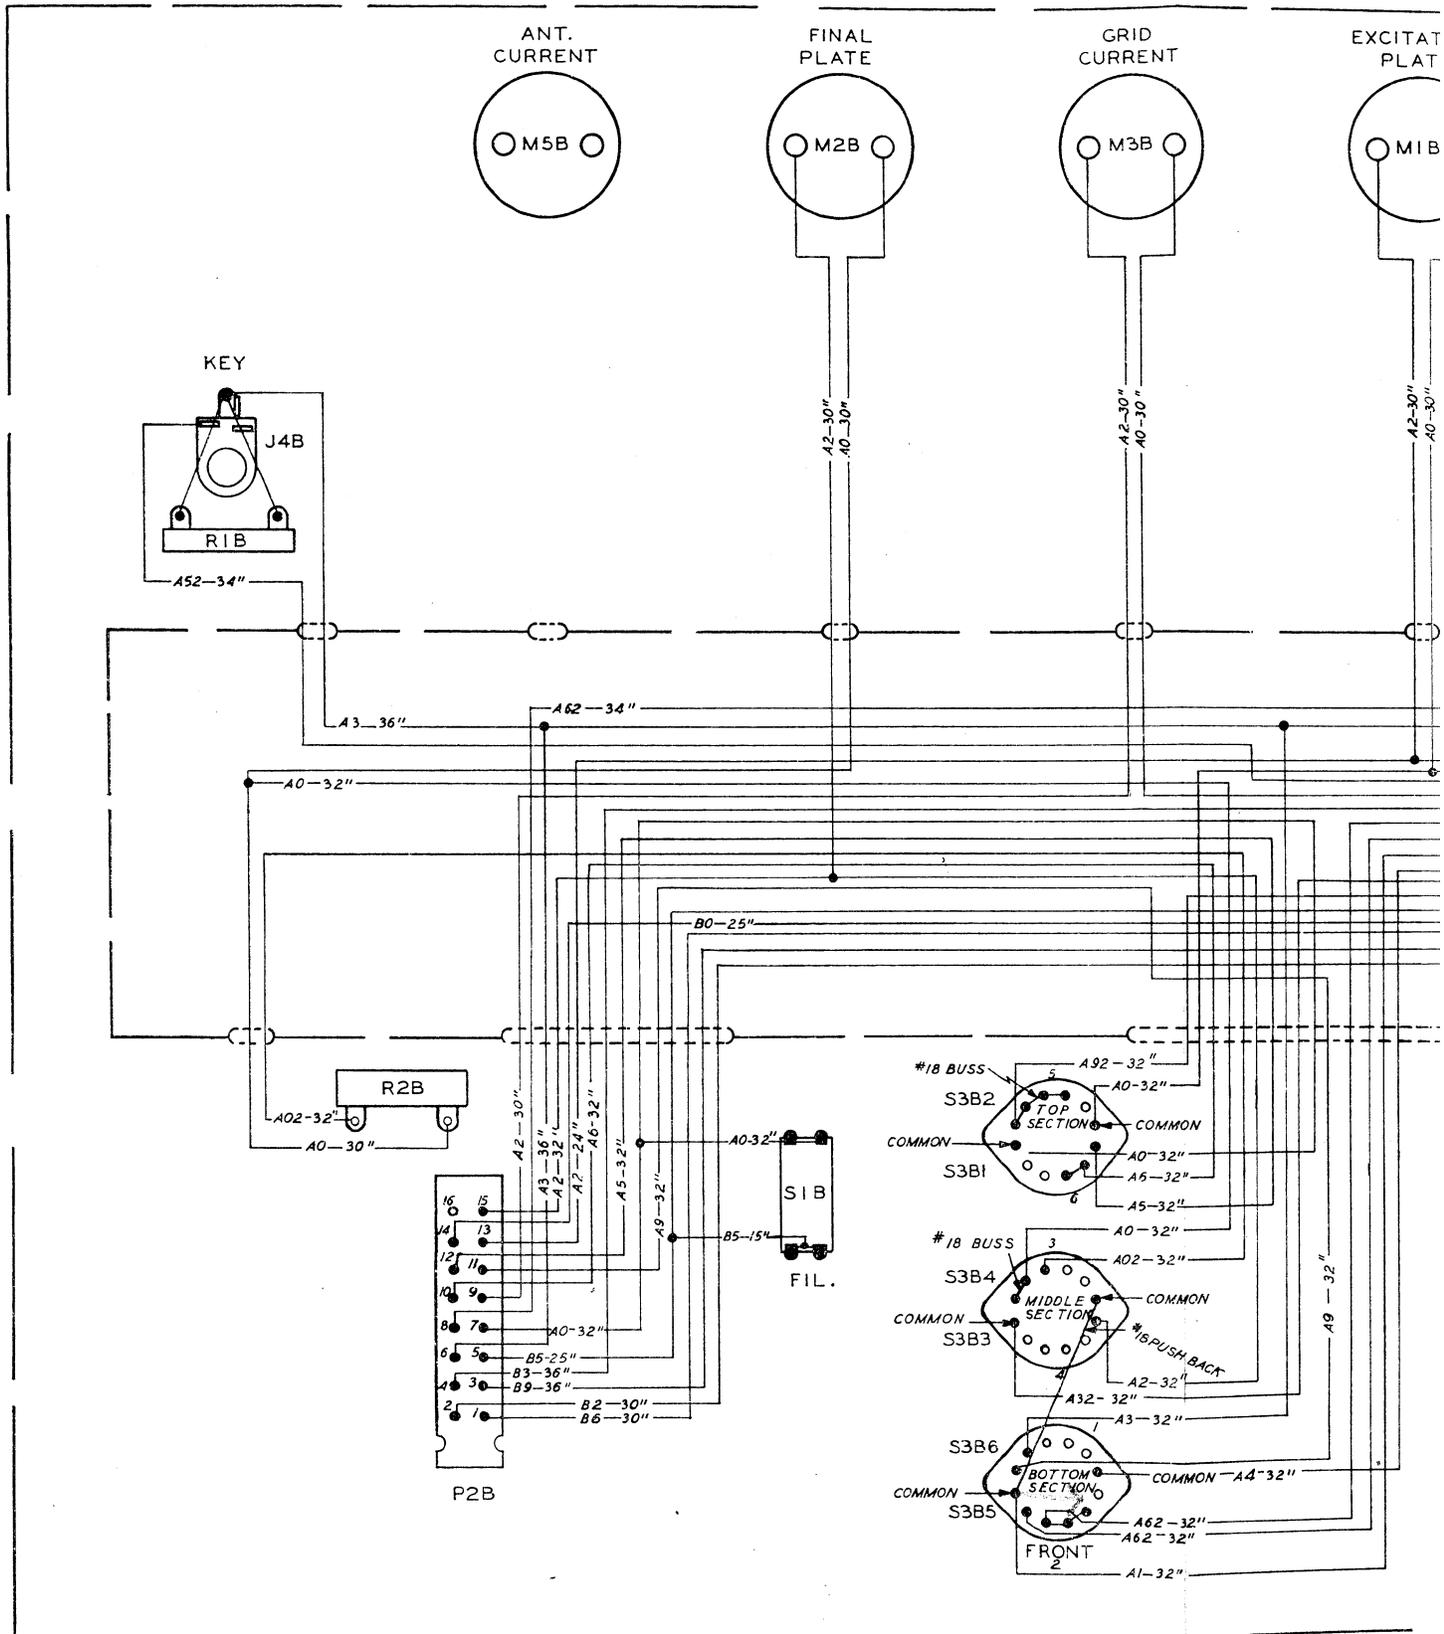 ANT.
CURRENT
FINAL
PLATE
GRID
CURRENT
EXCITAT
PLAT
M5B
M2B
M3B
M1B
KEY
J4B
R1B
A2-30"
A0-30"
A2-30"
A0-30"
A2-30"
A0-30"
A52-34"
A62-34"
A3 36"
A0-32"
B0-25"
R2B
A02-32"
A0-30"
A2-30"
A3-36"
A2-32"
A2-24"
A6-32"
A5-32"
A9-32"
A0-32"
S1B
B5-15"
FIL.
16 15
14 13
12 11
10 9
8 7
6 5
4 3
2 1
A0-32"
B5-25"
B3-36"
B9-36"
B2-30"
B6-30"
P2B
#18 BUSS
A92-32"
5
A0-32"
S3B2
TOP
SECTION
COMMON
COMMON
A0-32"
S3B1
A6-32"
6
A5-32"
A0-32"
#18 BUSS
3
A02-32"
S3B4
MIDDLE
SECTION
COMMON
COMMON
S3B3
#18 PUSH BACK
4
A2-32"
A32-32"
A9-32"
A3-32"
1
S3B6
BOTTOM
SECTION
COMMON
A4-32"
COMMON
S3B5
A62-32"
A62-32"
FRONT
2
A1-32"